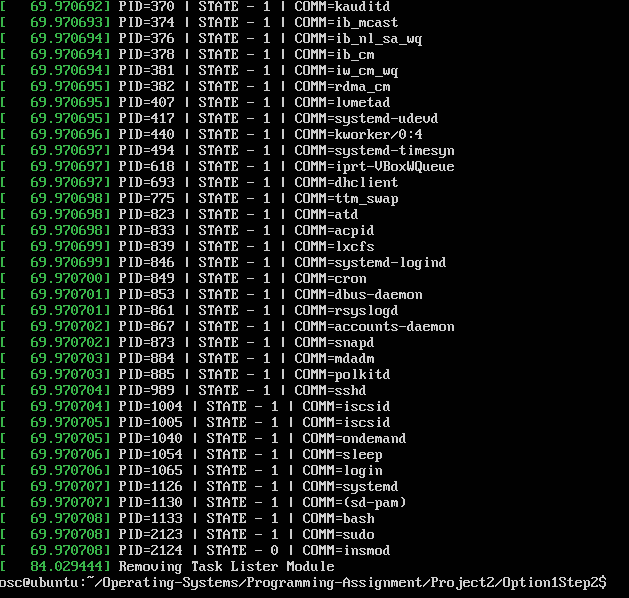 [   69.970692] PID=370 | STATE - 1 | COMM=kauditd
[   69.970693] PID=374 | STATE - 1 | COMM=ib_mcast
[   69.970694] PID=376 | STATE - 1 | COMM=ib_nl_sa_wq
[   69.970694] PID=378 | STATE - 1 | COMM=ib_cm
[   69.970694] PID=381 | STATE - 1 | COMM=iw_cm_wq
[   69.970695] PID=382 | STATE - 1 | COMM=rdma_cm
[   69.970695] PID=407 | STATE - 1 | COMM=lvmetad
[   69.970695] PID=417 | STATE - 1 | COMM=systemd-udevd
[   69.970696] PID=440 | STATE - 1 | COMM=kworker/0:4
[   69.970697] PID=494 | STATE - 1 | COMM=systemd-timesyn
[   69.970697] PID=618 | STATE - 1 | COMM=iprt-VBoxWQueue
[   69.970697] PID=693 | STATE - 1 | COMM=dhclient
[   69.970698] PID=775 | STATE - 1 | COMM=ttm_swap
[   69.970698] PID=823 | STATE - 1 | COMM=atd
[   69.970698] PID=833 | STATE - 1 | COMM=acpid
[   69.970699] PID=839 | STATE - 1 | COMM=lxcfs
[   69.970699] PID=846 | STATE - 1 | COMM=systemd-logind
[   69.970700] PID=849 | STATE - 1 | COMM=cron
[   69.970701] PID=853 | STATE - 1 | COMM=dbus-daemon
[   69.970701] PID=861 | STATE - 1 | COMM=rsyslogd
[   69.970702] PID=867 | STATE - 1 | COMM=accounts-daemon
[   69.970702] PID=873 | STATE - 1 | COMM=snapd
[   69.970703] PID=884 | STATE - 1 | COMM=mdadm
[   69.970703] PID=885 | STATE - 1 | COMM=polkitd
[   69.970704] PID=989 | STATE - 1 | COMM=sshd
[   69.970704] PID=1004 | STATE - 1 | COMM=iscsid
[   69.970705] PID=1005 | STATE - 1 | COMM=iscsid
[   69.970705] PID=1040 | STATE - 1 | COMM=ondemand
[   69.970706] PID=1054 | STATE - 1 | COMM=sleep
[   69.970706] PID=1065 | STATE - 1 | COMM=login
[   69.970707] PID=1126 | STATE - 1 | COMM=systemd
[   69.970707] PID=1130 | STATE - 1 | COMM=(sd-pam)
[   69.970708] PID=1133 | STATE - 1 | COMM=bash
[   69.970708] PID=2123 | STATE - 1 | COMM=sudo
[   69.970708] PID=2124 | STATE - 0 | COMM=insmod
[   84.029444] Removing Task Lister Module
osc@ubuntu:~/Operating-Systems/Programming-Assignment/Project2/Option1Step2$